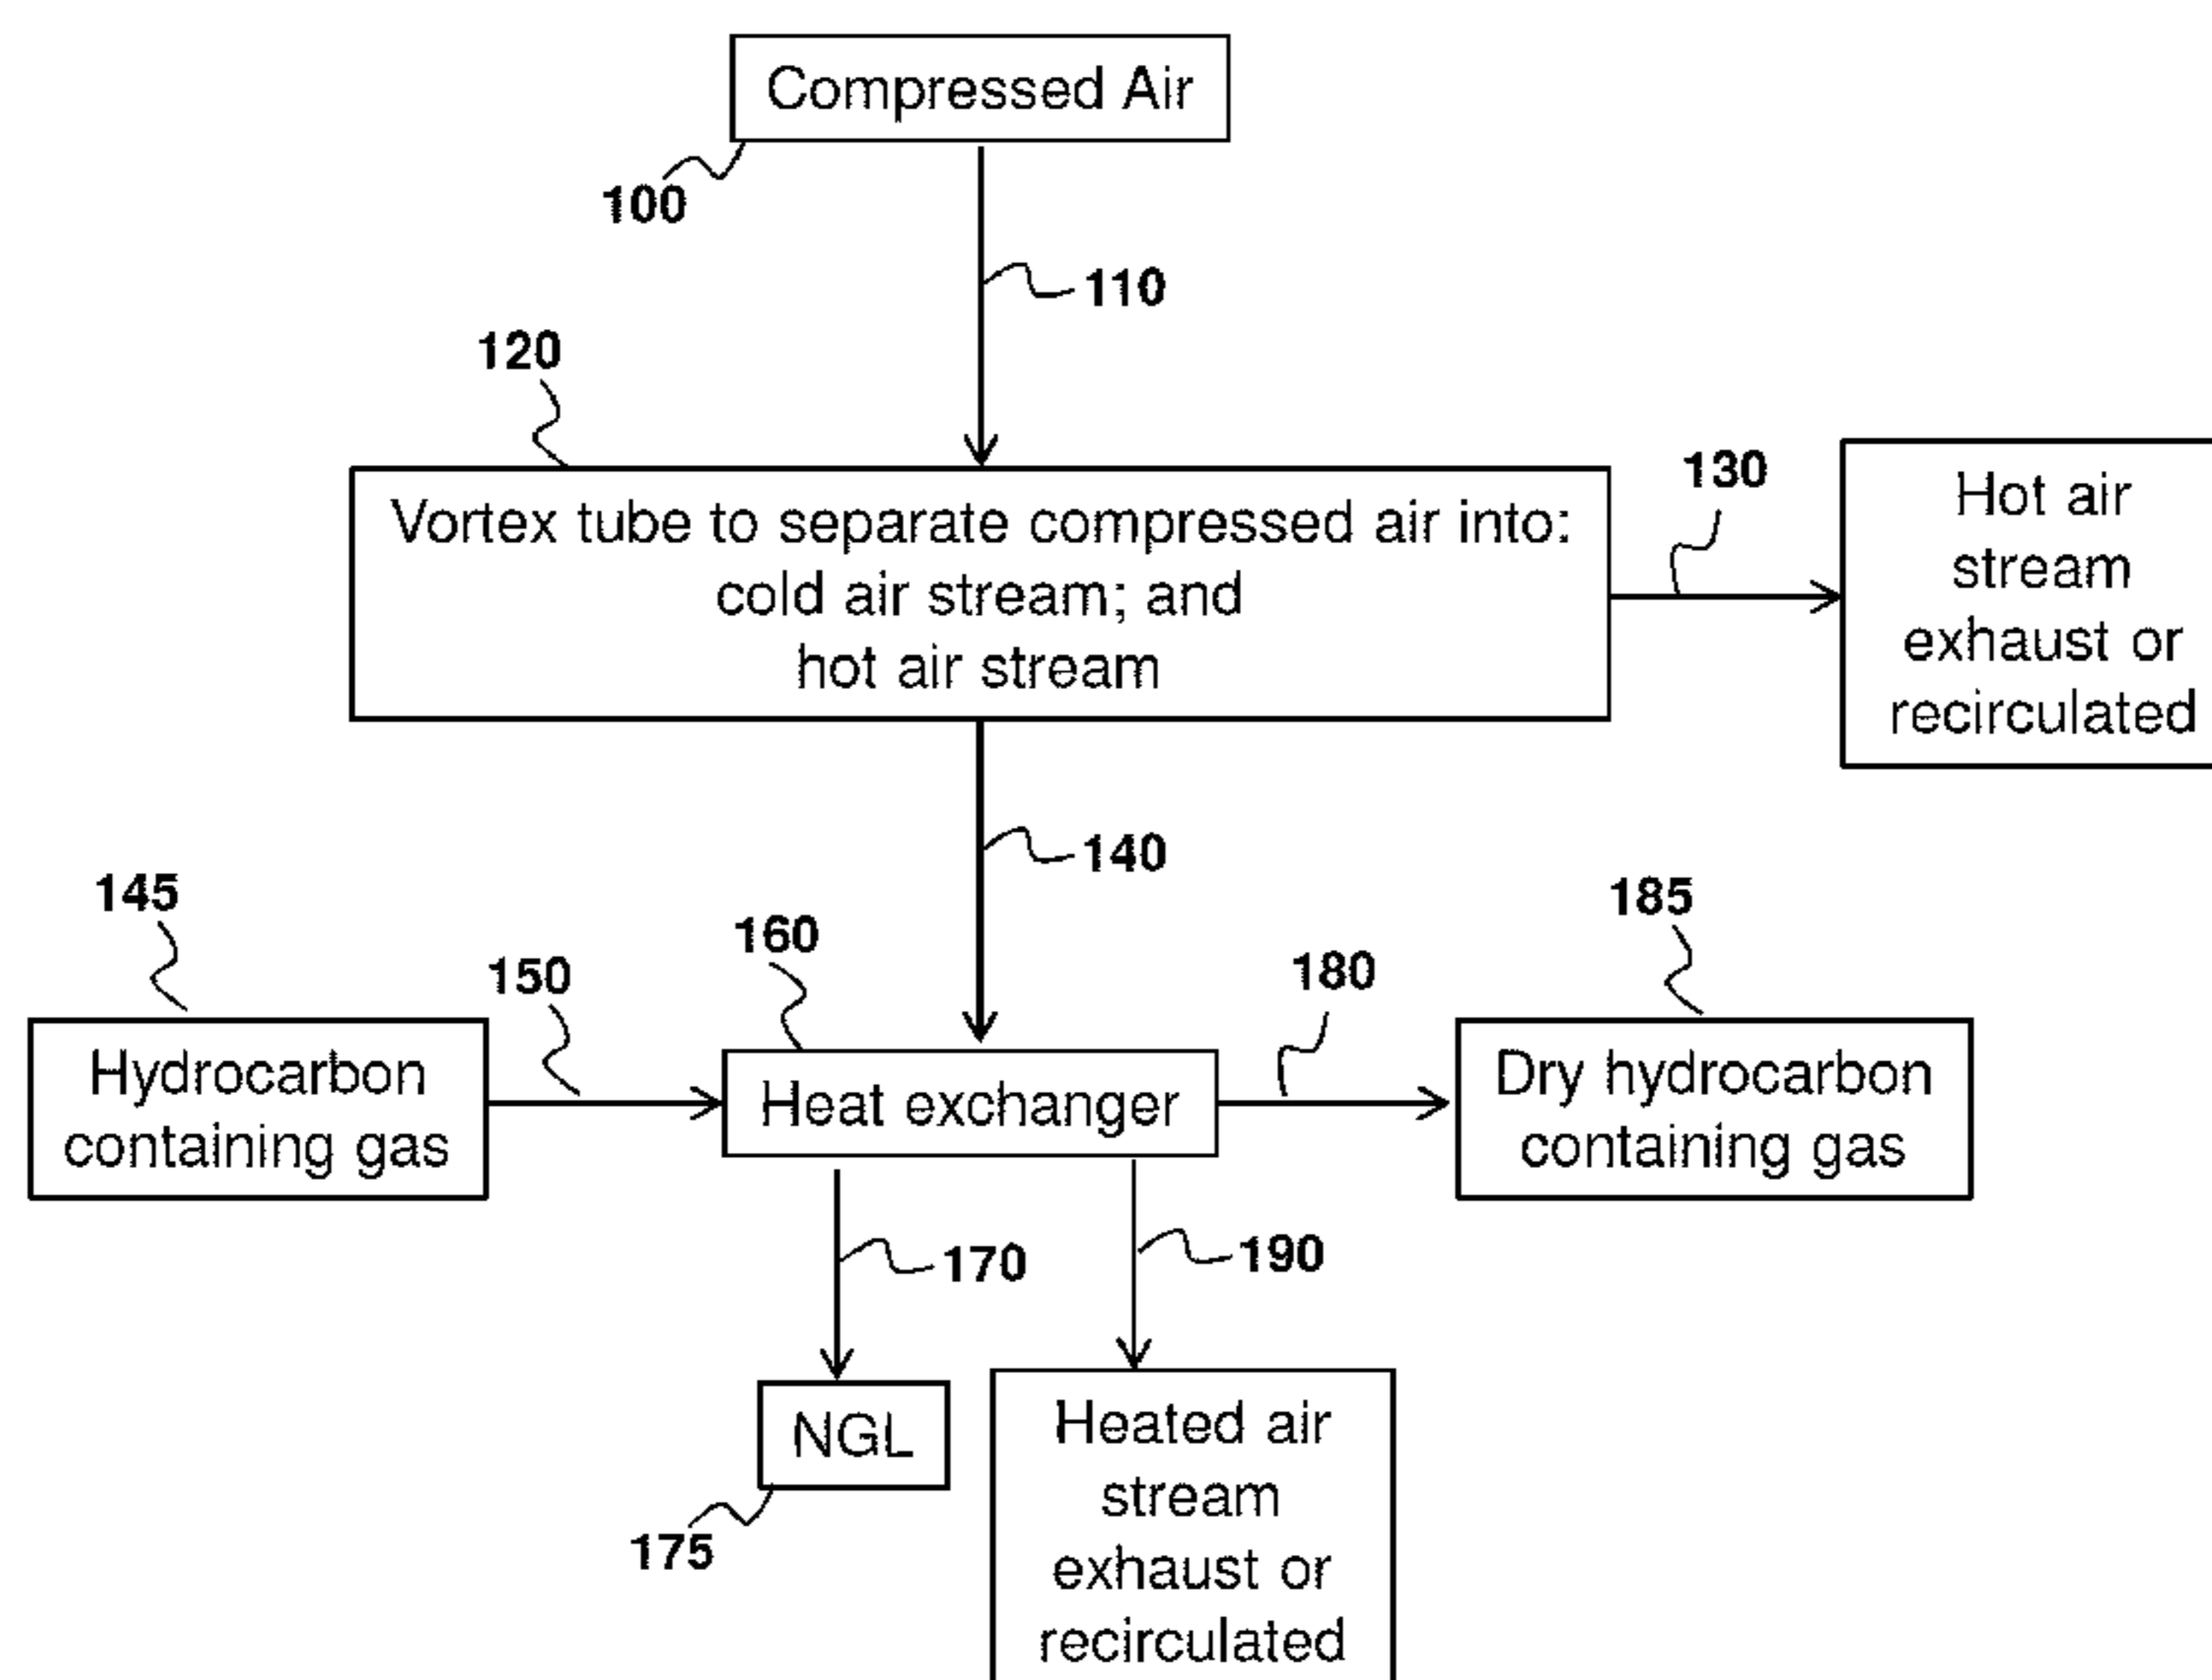 Compressed Air
100
110
120
Vortex tube to separate compressed air into:
cold air stream; and
hot air stream
130
Hot air
stream
exhaust or
recirculated
140
145
150
160
180
185
Hydrocarbon
containing gas
Heat exchanger
Dry hydrocarbon
containing gas
170
190
NGL
175
Heated air
stream
exhaust or
recirculated